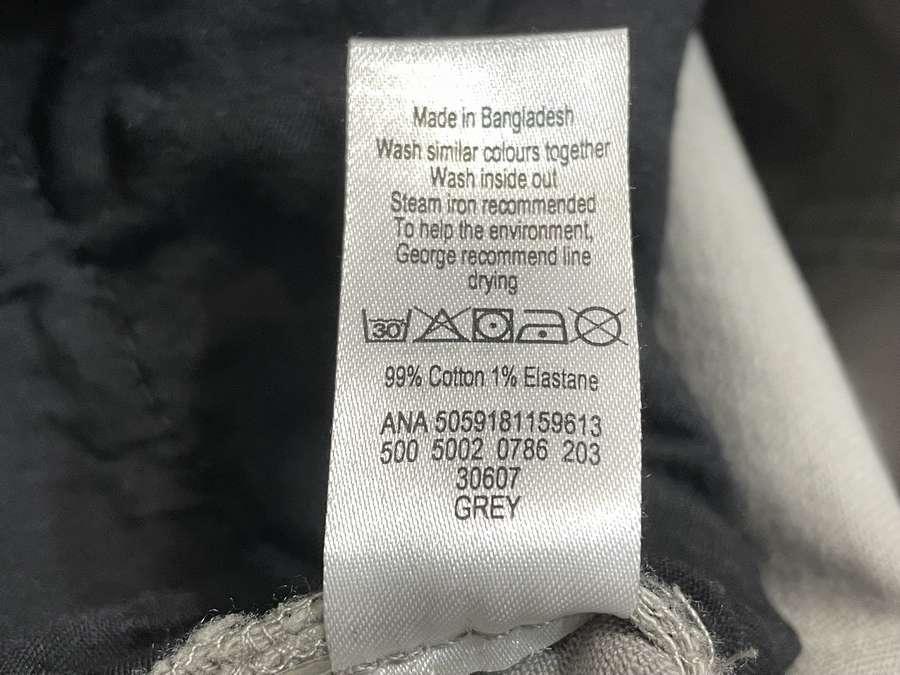 Made in Bangladesh
Wash similar colours together
Wash inside out
Steam iron recommended
To help the environment,
George recommend line
drying
30
99% Cotton 1% Elastane
ANA 5059181159613
500 5002 0786 203
30607
GREY